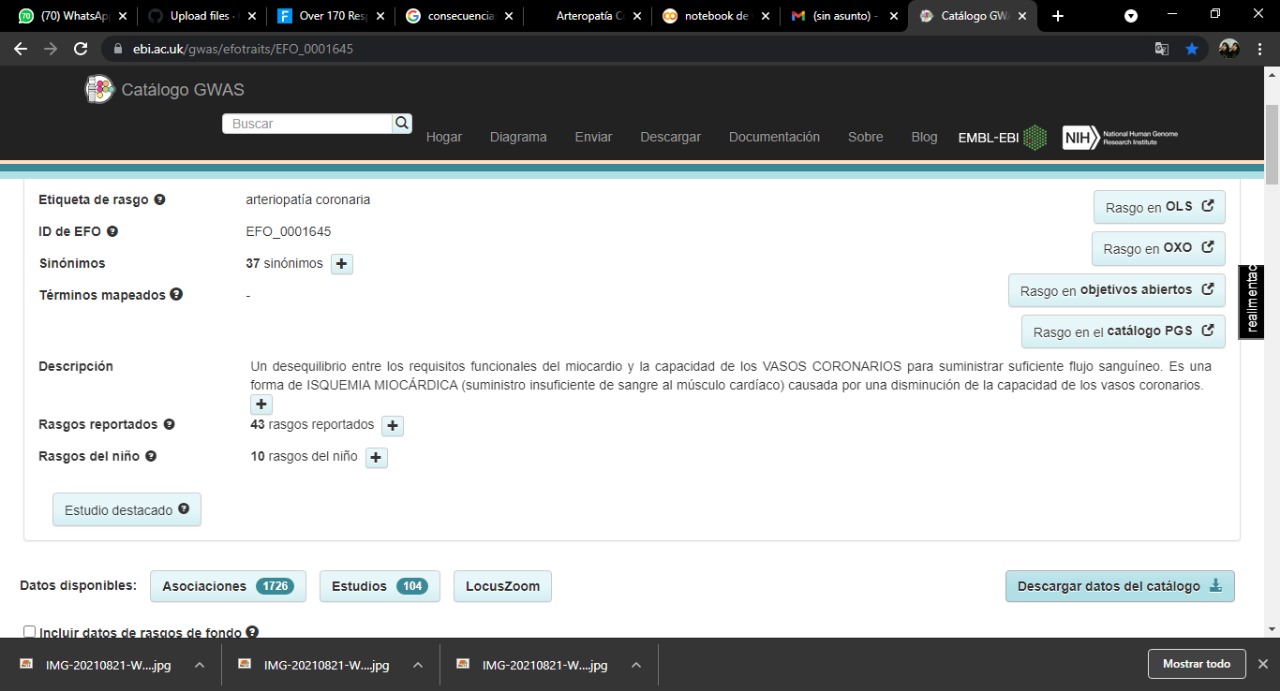 (70) WhatsAp
Upload files ·
Over 170 Res
consecuencia
Arteropatía C
notebook de
(sin asunto) -
Catálogo GW
ebi.ac.uk/gwas/efotraits/EFO_0001645
Catálogo GWAS
Buscar
Hogar
Diagrama
Enviar
Descargar
Documentación
Sobre
Blog
EMBL-EBI
NIH National Human Genome
Research Institute
Etiqueta de rasgo
arteriopatía coronaria
Rasgo en OLS
ID de EFO
EFO_0001645
Rasgo en OXO
Sinónimos
37 sinónimos
Términos mapeados
-
Rasgo en objetivos abiertos
realimentac
Rasgo en el catálogo PGS
Descripción
Un desequilibrio entre los requisitos funcionales del miocardio y la capacidad de los VASOS CORONARIOS para suministrar suficiente flujo sanguíneo. Es una
forma de ISQUEMIA MIOCÁRDICA (suministro insuficiente de sangre al músculo cardíaco) causada por una disminución de la capacidad de los vasos coronarios.
Rasgos reportados
43 rasgos reportados
Rasgos del niño
10 rasgos del niño
Estudio destacado
Datos disponibles:
Asociaciones 1726
Estudios 104
LocusZoom
Descargar datos del catálogo
Incluir datos de rasgos de fondo
IMG-20210821-W....jpg
IMG-20210821-W....jpg
IMG-20210821-W....jpg
Mostrar todo